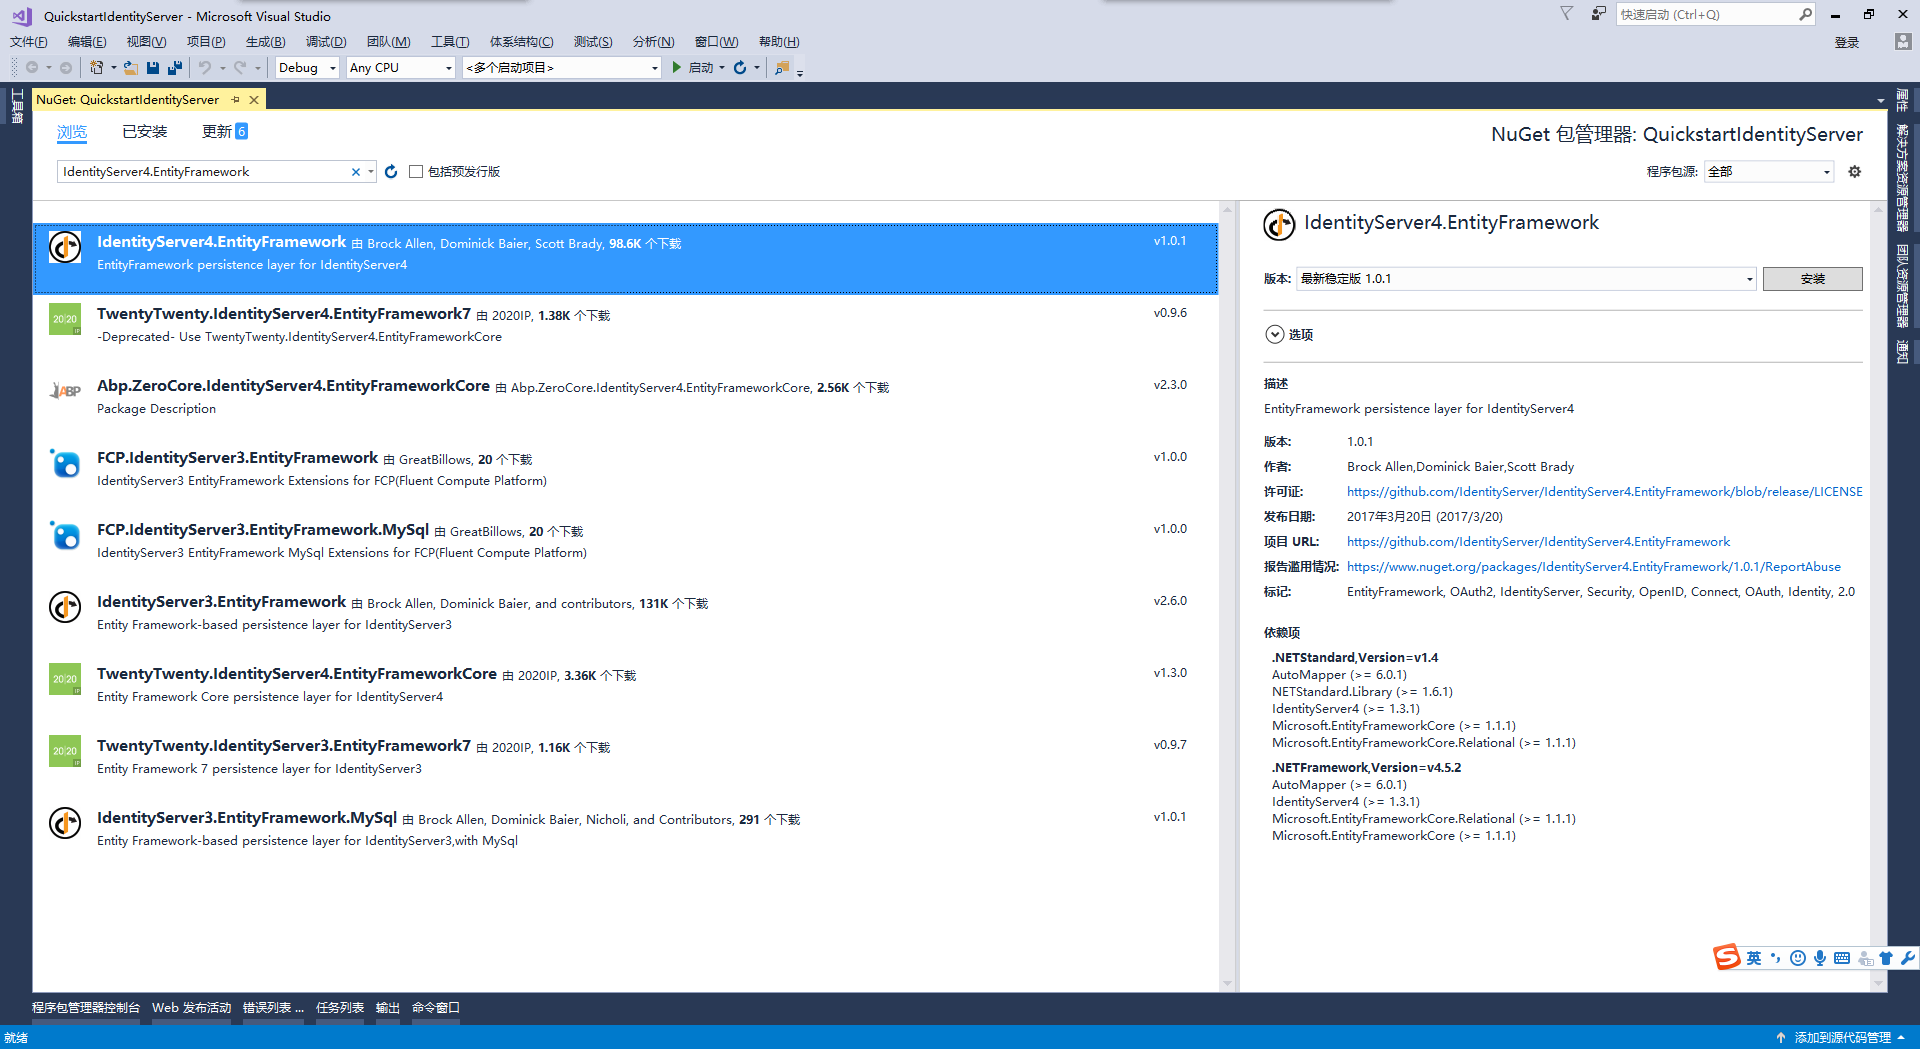 QuickstartIdentityServer - Microsoft Visual Studio
快速启动 (Ctrl+Q)
文件(F) 编辑(E) 视图(V) 项目(P) 生成(B) 调试(D) 团队(M) 工具(T) 体系结构(C) 测试(S) 分析(N) 窗口(W) 帮助(H)
登录
Debug Any CPU <多个启动项目> 启动
工具箱
NuGet: QuickstartIdentityServer
浏览 已安装 更新 6
NuGet 包管理器: QuickstartIdentityServer
IdentityServer4.EntityFramework
包括预发行版
程序包源: 全部
IdentityServer4.EntityFramework 由 Brock Allen, Dominick Baier, Scott Brady, 98.6K 个下载 v1.0.1
EntityFramework persistence layer for IdentityServer4
20|20 IP
TwentyTwenty.IdentityServer4.EntityFramework7 由 2020IP, 1.38K 个下载 v0.9.6
-Deprecated- Use TwentyTwenty.IdentityServer4.EntityFrameworkCore
ABP
Abp.ZeroCore.IdentityServer4.EntityFrameworkCore 由 Abp.ZeroCore.IdentityServer4.EntityFrameworkCore, 2.56K 个下载 v2.3.0
Package Description
FCP.IdentityServer3.EntityFramework 由 GreatBillows, 20 个下载 v1.0.0
IdentityServer3 EntityFramework Extensions for FCP(Fluent Compute Platform)
FCP.IdentityServer3.EntityFramework.MySql 由 GreatBillows, 20 个下载 v1.0.0
IdentityServer3 EntityFramework MySql Extensions for FCP(Fluent Compute Platform)
IdentityServer3.EntityFramework 由 Brock Allen, Dominick Baier, and contributors, 131K 个下载 v2.6.0
Entity Framework-based persistence layer for IdentityServer3
20|20 IP
TwentyTwenty.IdentityServer4.EntityFrameworkCore 由 2020IP, 3.36K 个下载 v1.3.0
Entity Framework Core persistence layer for IdentityServer4
20|20 IP
TwentyTwenty.IdentityServer3.EntityFramework7 由 2020IP, 1.16K 个下载 v0.9.7
Entity Framework 7 persistence layer for IdentityServer3
IdentityServer3.EntityFramework.MySql 由 Brock Allen, Dominick Baier, Nicholi, and Contributors, 291 个下载 v1.0.1
Entity Framework-based persistence layer for IdentityServer3,with MySql
IdentityServer4.EntityFramework
版本: 最新稳定版 1.0.1 安装
选项
描述
EntityFramework persistence layer for IdentityServer4
版本: 1.0.1
作者: Brock Allen,Dominick Baier,Scott Brady
许可证: https://github.com/IdentityServer/IdentityServer4.EntityFramework/blob/release/LICENSE
发布日期: 2017年3月20日 (2017/3/20)
项目 URL: https://github.com/IdentityServer/IdentityServer4.EntityFramework
报告滥用情况: https://www.nuget.org/packages/IdentityServer4.EntityFramework/1.0.1/ReportAbuse
标记: EntityFramework, OAuth2, IdentityServer, Security, OpenID, Connect, OAuth, Identity, 2.0
依赖项
.NETStandard,Version=v1.4
AutoMapper (>= 6.0.1)
NETStandard.Library (>= 1.6.1)
IdentityServer4 (>= 1.3.1)
Microsoft.EntityFrameworkCore (>= 1.1.1)
Microsoft.EntityFrameworkCore.Relational (>= 1.1.1)
.NETFramework,Version=v4.5.2
AutoMapper (>= 6.0.1)
IdentityServer4 (>= 1.3.1)
Microsoft.EntityFrameworkCore.Relational (>= 1.1.1)
Microsoft.EntityFrameworkCore (>= 1.1.1)
属性
解决方案资源管理器
团队资源管理器
通知
S 英
程序包管理器控制台 Web 发布活动 错误列表 ... 任务列表 输出 命令窗口
就绪
添加到源代码管理